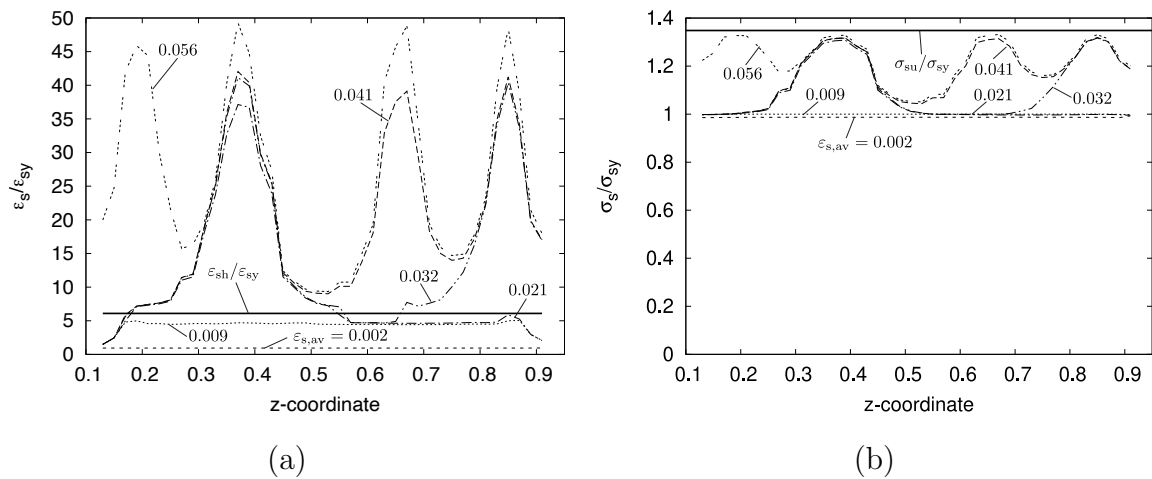 50
45
40
35
30
25
20
15
10
5
0
εs/εsy
0.056
0.041
εsh/εsy
0.032
0.021
0.009
εs,av = 0.002
0.1 0.2 0.3 0.4 0.5 0.6 0.7 0.8 0.9
z-coordinate
(a)
1.4
1.2
1
0.8
0.6
0.4
0.2
0
σs/σsy
0.056
σsu/σsy
0.041
0.009
0.021
0.032
εs,av = 0.002
0.1 0.2 0.3 0.4 0.5 0.6 0.7 0.8 0.9
z-coordinate
(b)